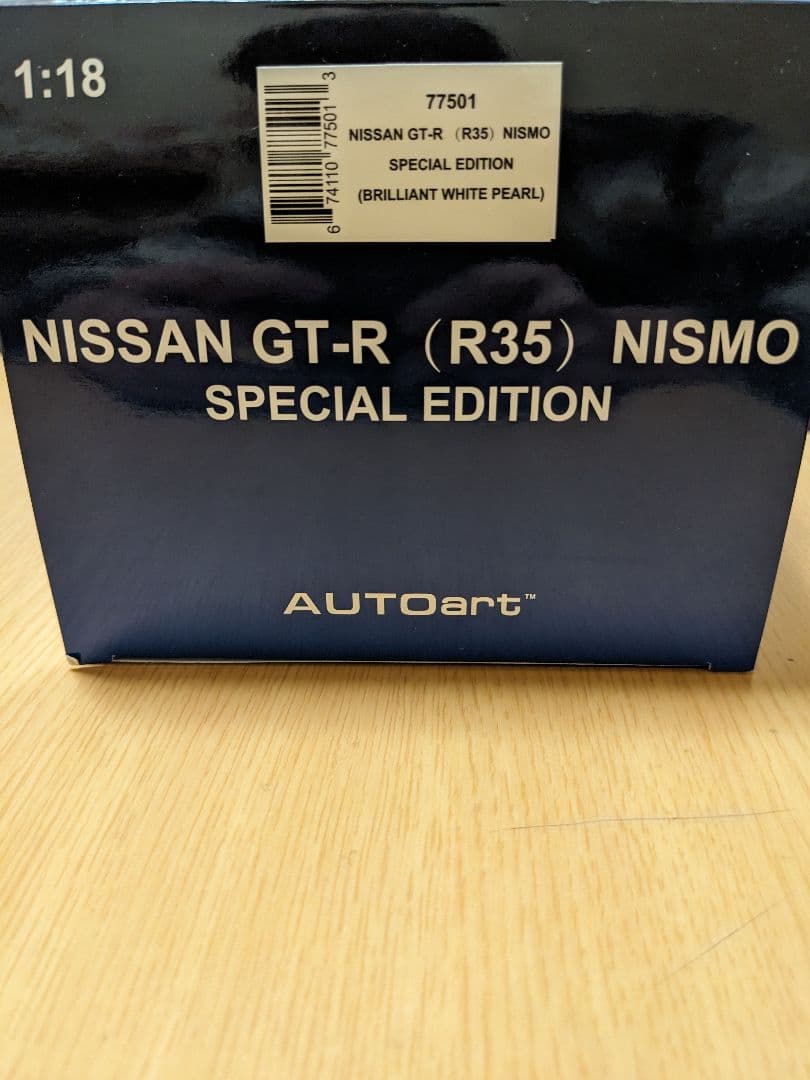 1:18
77501
NISSAN GT-R （R35） NISMO
SPECIAL EDITION
(BRILLIANT WHITE PEARL)
6 74110 77501 3
NISSAN GT-R （R35） NISMO
SPECIAL EDITION
AUTOart™